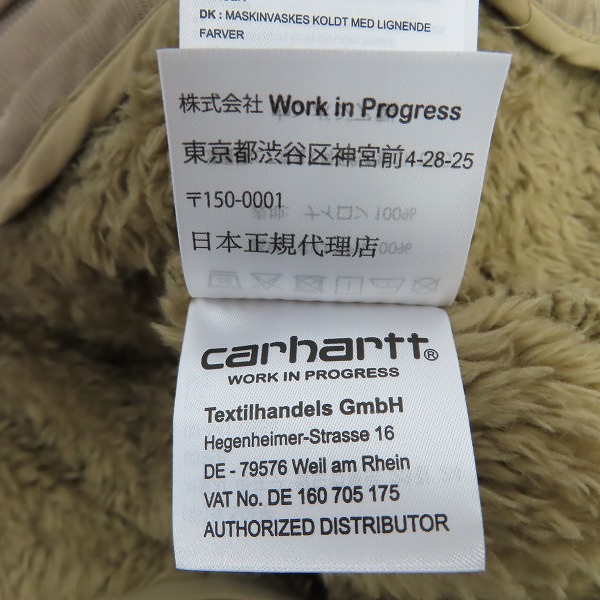 DK : MASKINVASKES KOLDT MED LIGNENDE
FARVER
株式会社 Work in Progress
東京都渋谷区神宮前4-28-25
〒150-0001
日本正規代理店
carhartt®
WORK IN PROGRESS
Textilhandels GmbH
Hegenheimer-Strasse 16
DE - 79576 Weil am Rhein
VAT No. DE 160 705 175
AUTHORIZED DISTRIBUTOR